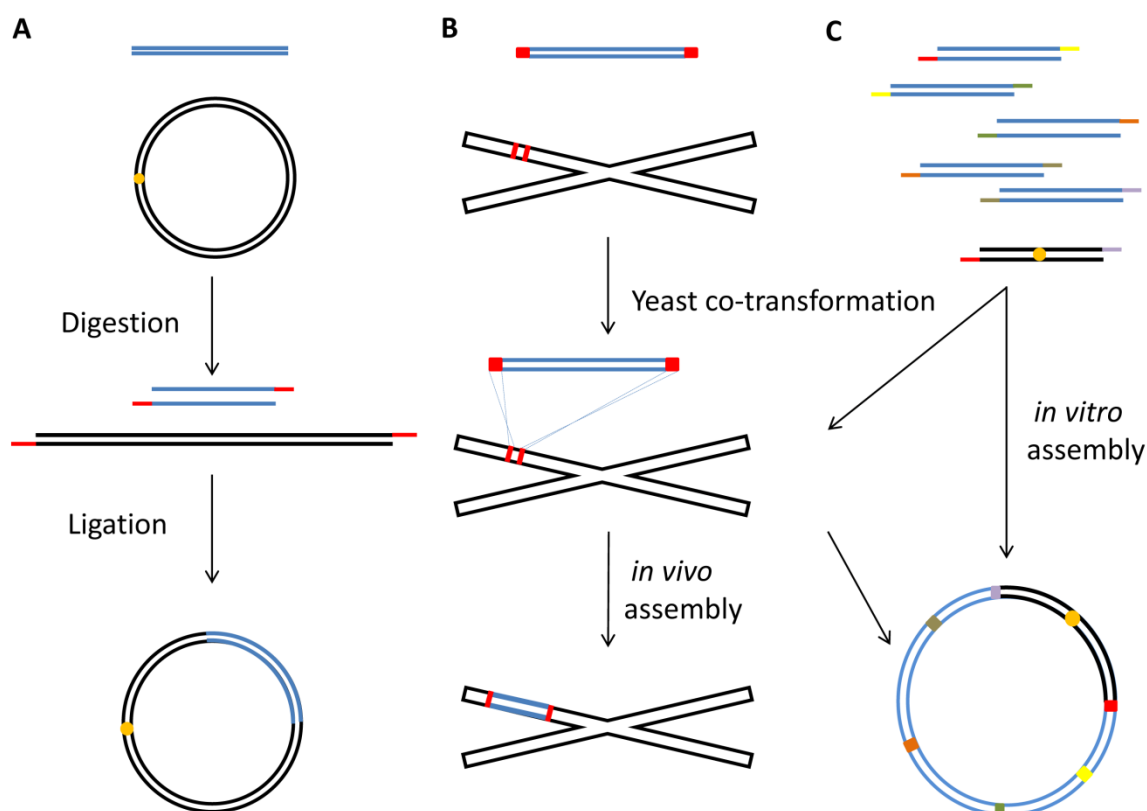 A
B
C
Digestion
Yeast co-transformation
in vitro
assembly
Ligation
in vivo
assembly